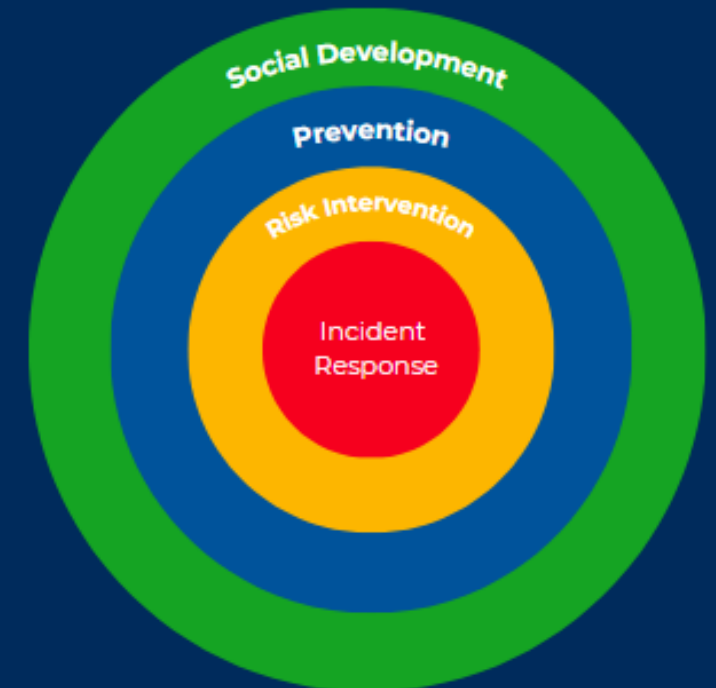 Social Development
Prevention
Risk Intervention
Incident
Response